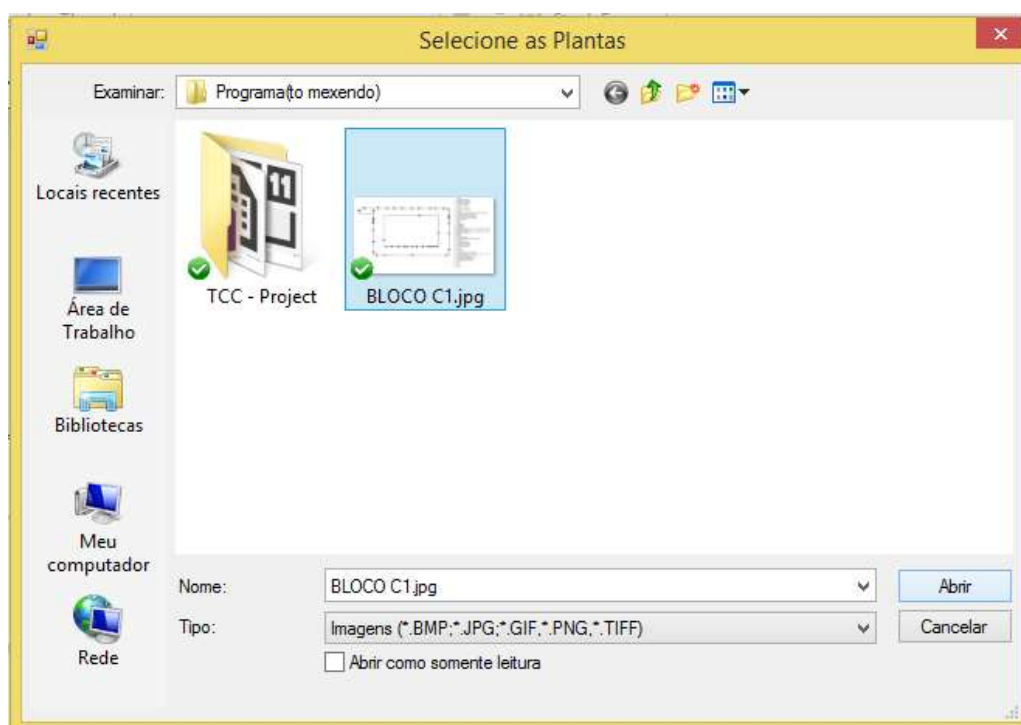 Selecione as Plantas
Examinar:
Programa(to mexendo)
Locais recentes
Área de
Trabalho
Bibliotecas
Meu
computador
Rede
TCC - Project
BLOCO C1.jpg
Nome:
BLOCO C1.jpg
Abrir
Tipo:
Imagens (*.BMP;*.JPG;*.GIF,*.PNG,*.TIFF)
Cancelar
Abrir como somente leitura